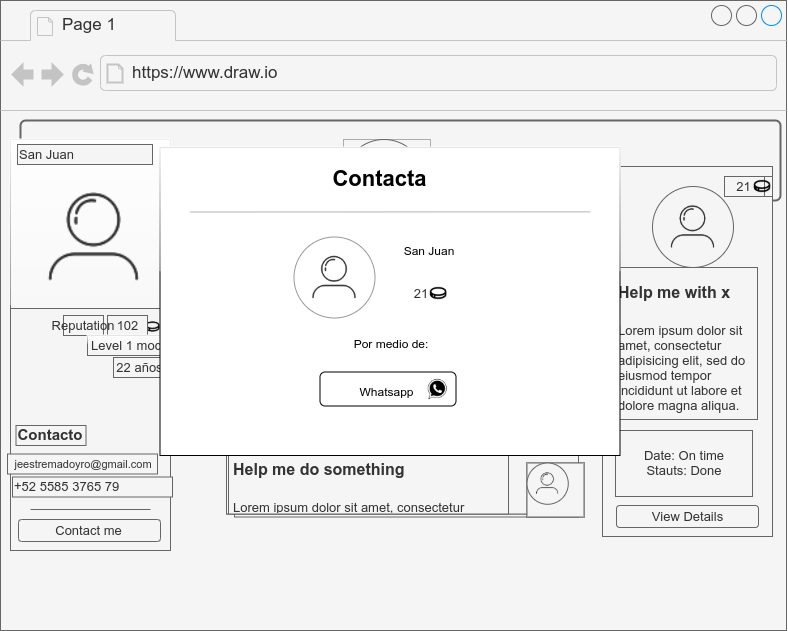 Page 1
https://www.draw.io
San Juan
Reputation 102
Level 1 mod
22 años
Contacto
jeestremadoyro@gmail.com
+52 5585 3765 79
Contact me
Contacta
San Juan
21
Por medio de:
Whatsapp
Help me do something
Lorem ipsum dolor sit amet, consectetur
21
Help me with x
Lorem ipsum dolor sit
amet, consectetur
adipisicing elit, sed do
eiusmod tempor
incididunt ut labore et
dolore magna aliqua.
Date: On time
Stauts: Done
View Details